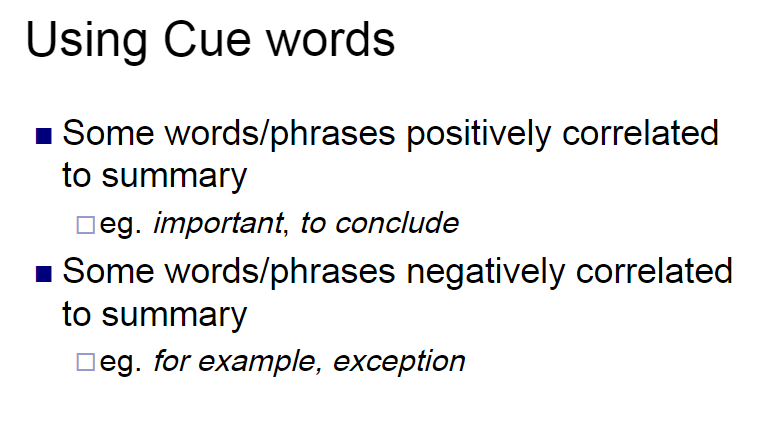 Using Cue words
Some words/phrases positively correlated
to summary
eg. important, to conclude
Some words/phrases negatively correlated
to summary
eg. for example, exception